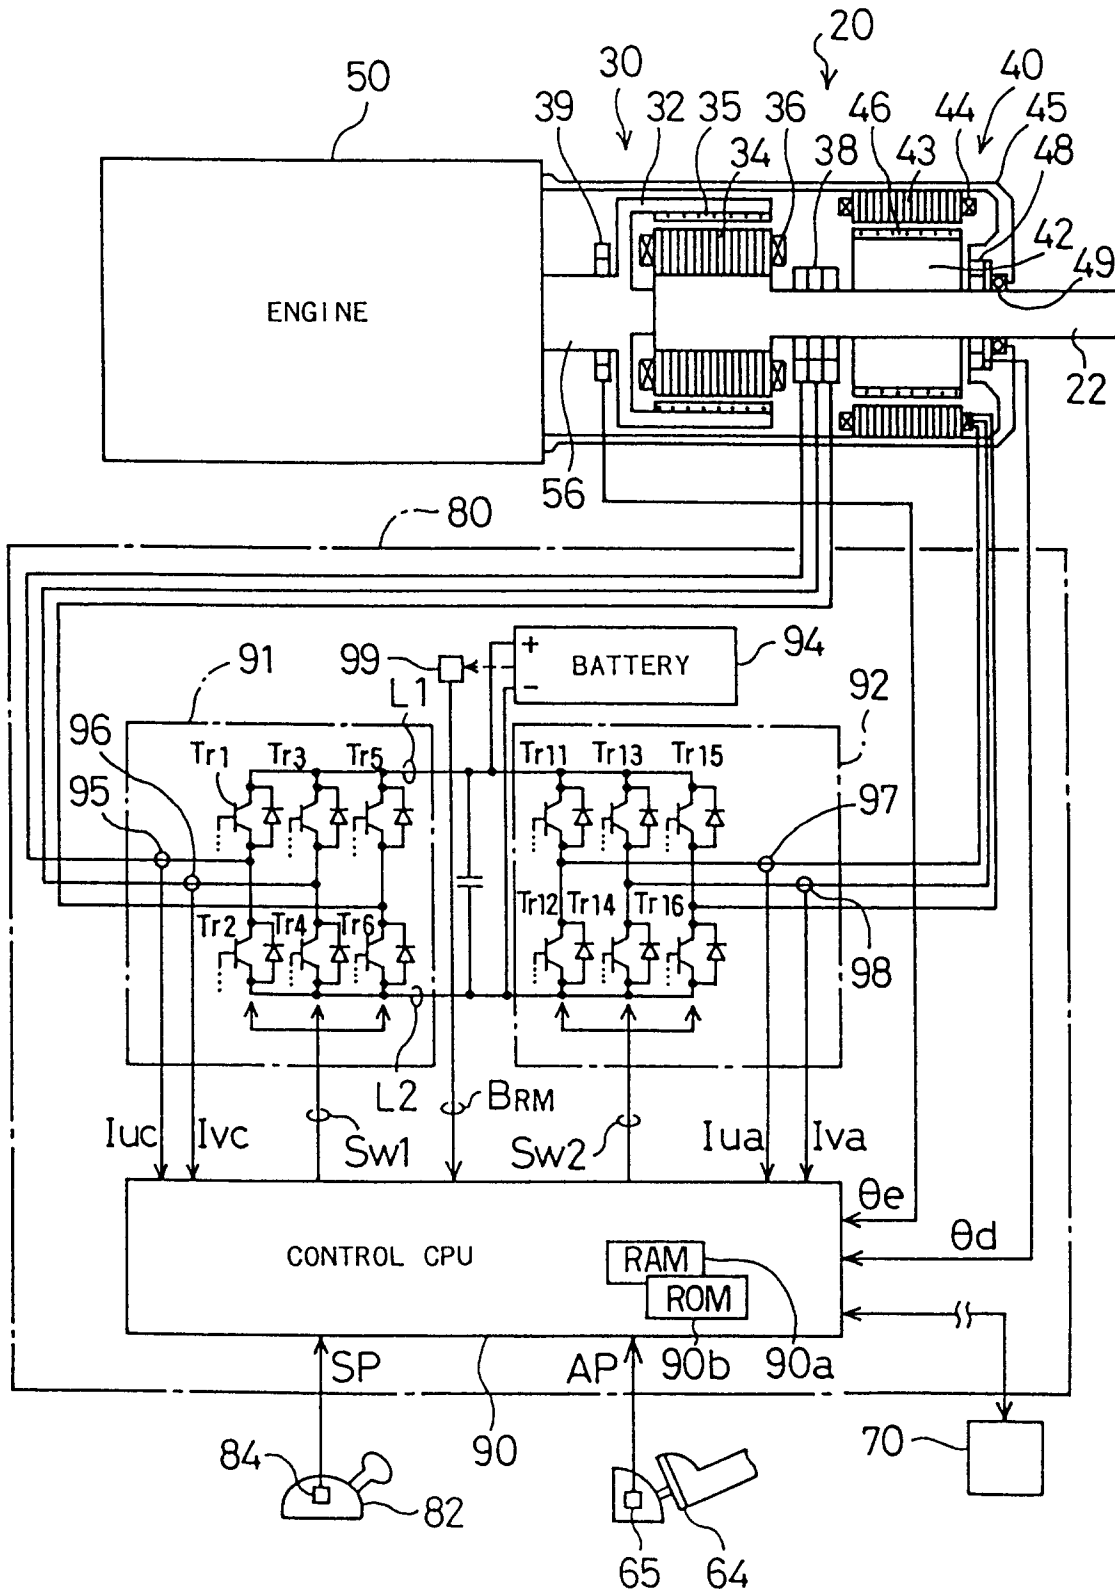 20
50
30
40
39
32
35
36
46
44
45
34
38
43
48
42
49
ENGINE
22
56
80
91
99
+
BATTERY
94
−
L1
92
96
Tr1
Tr3
Tr5
Tr11
Tr13
Tr15
95
97
Tr2
Tr4
Tr6
Tr12
Tr14
Tr16
98
L2
BRM
Iuc
Ivc
Sw1
Sw2
Iua
Iva
θe
θd
CONTROL CPU
RAM
ROM
SP
AP
90b
90a
90
70
84
82
65
64